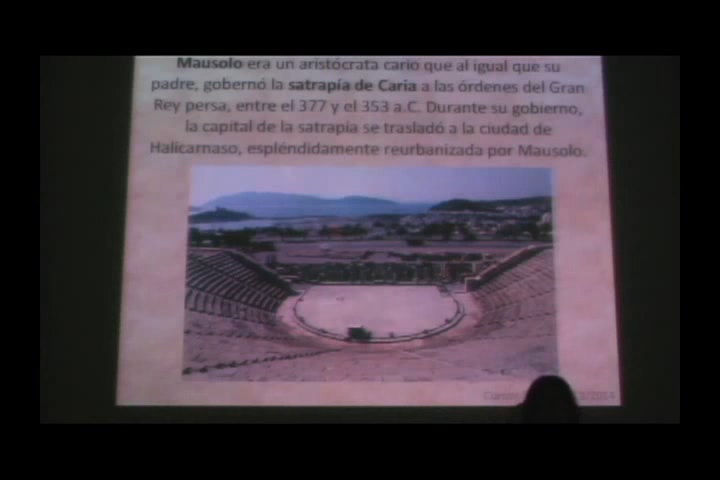 Mausolo era un aristócrata cario que al igual que su
padre, gobernó la satrapía de Caria a las órdenes del Gran
Rey persa, entre el 377 y el 353 a.C. Durante su gobierno,
la capital de la satrapía se trasladó a la ciudad de
Halicarnaso, espléndidamente reurbanizada por Mausolo.